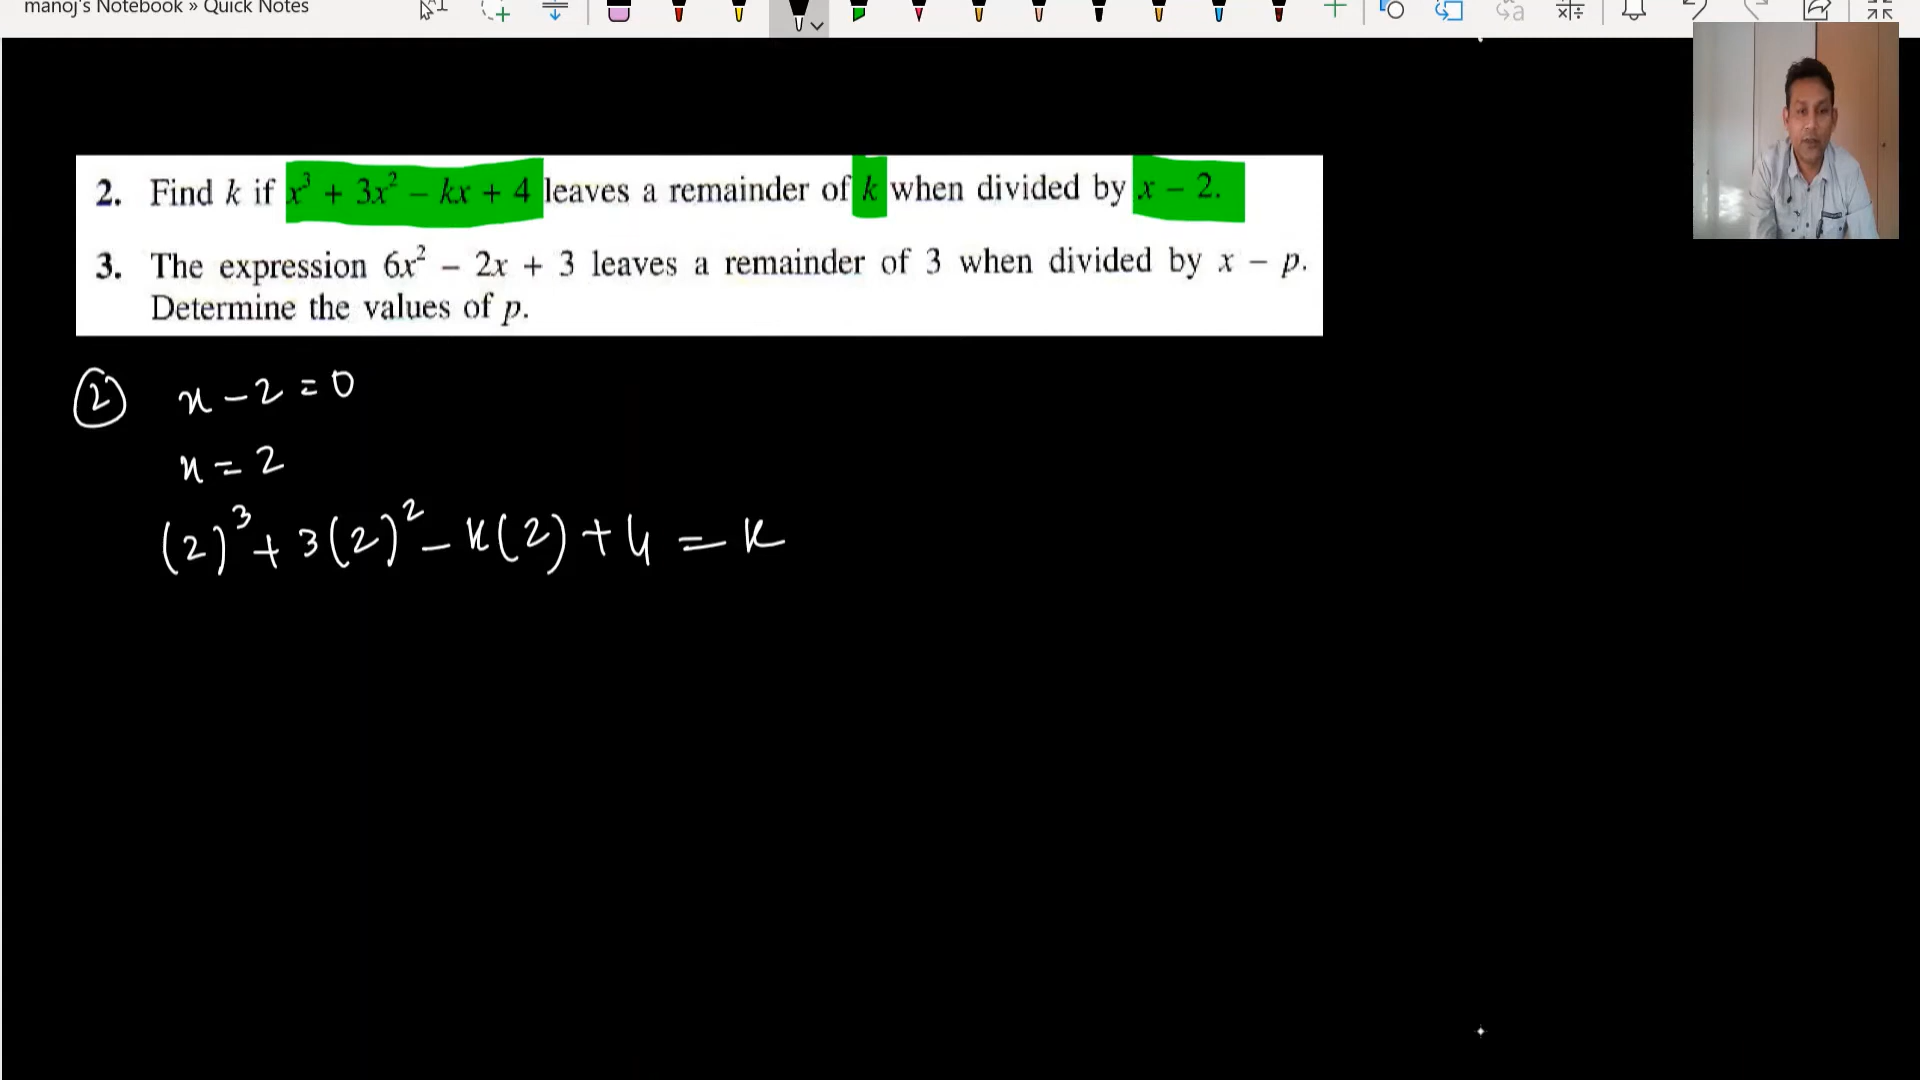 manoj's Notebook » Quick Notes
2. Find k if x³ + 3x² − kx + 4 leaves a remainder of k when divided by x − 2.
3. The expression 6x² − 2x + 3 leaves a remainder of 3 when divided by x − p.
Determine the values of p.
② x − 2 = 0
x = 2
(2)³ + 3(2)² − k(2) + 4 = k